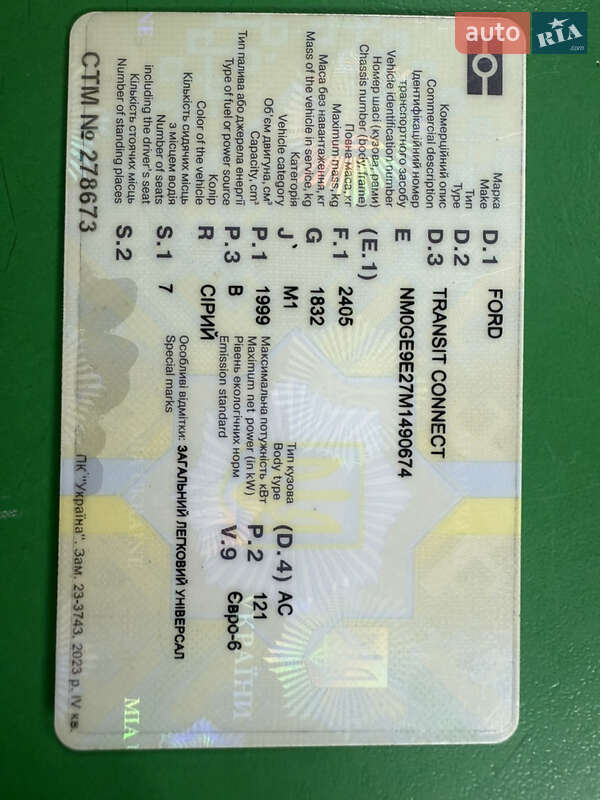 auto RIA .com
Марка
Make D.1 FORD
Тип
Type D.2
Комерційний опис
Commercial description D.3 TRANSIT CONNECT
Ідентифікаційний номер
транспортного засобу
Vehicle identification number E NM0GE9E27M1490674
Номер шасі (кузова, рами)
Chassis number (body, frame) (E.1)
Повна маса, кг
Maximum mass, kg F.1 2405
Маса без навантаження, кг
Mass of the vehicle in service, kg G 1832
Категорія
Vehicle category J` M1
Тип кузова
Body type (D.4) AC
Об'єм двигуна, см³
Capacity, cm³ P.1 1999
Максимальна потужність кВт
Maximum net power (in kW) P.2 121
Тип палива або джерела енергії
Type of fuel or power source P.3 B
Рівень екологічних норм
Emission standard V.9 Євро-6
Колір
Color of the vehicle R СІРИЙ
Кількість сидячих місць
з місцем водія
Number of seats
including the driver's seat S.1 7
Особливі відмітки: ЗАГАЛЬНИЙ ЛЕГКОВИЙ УНІВЕРСАЛ
Special marks
Кількість стоячих місць
Number of standing places S.2
СТМ № 278673
ПК "Україна". Зам. 23-3743. 2023 р. IV кв.